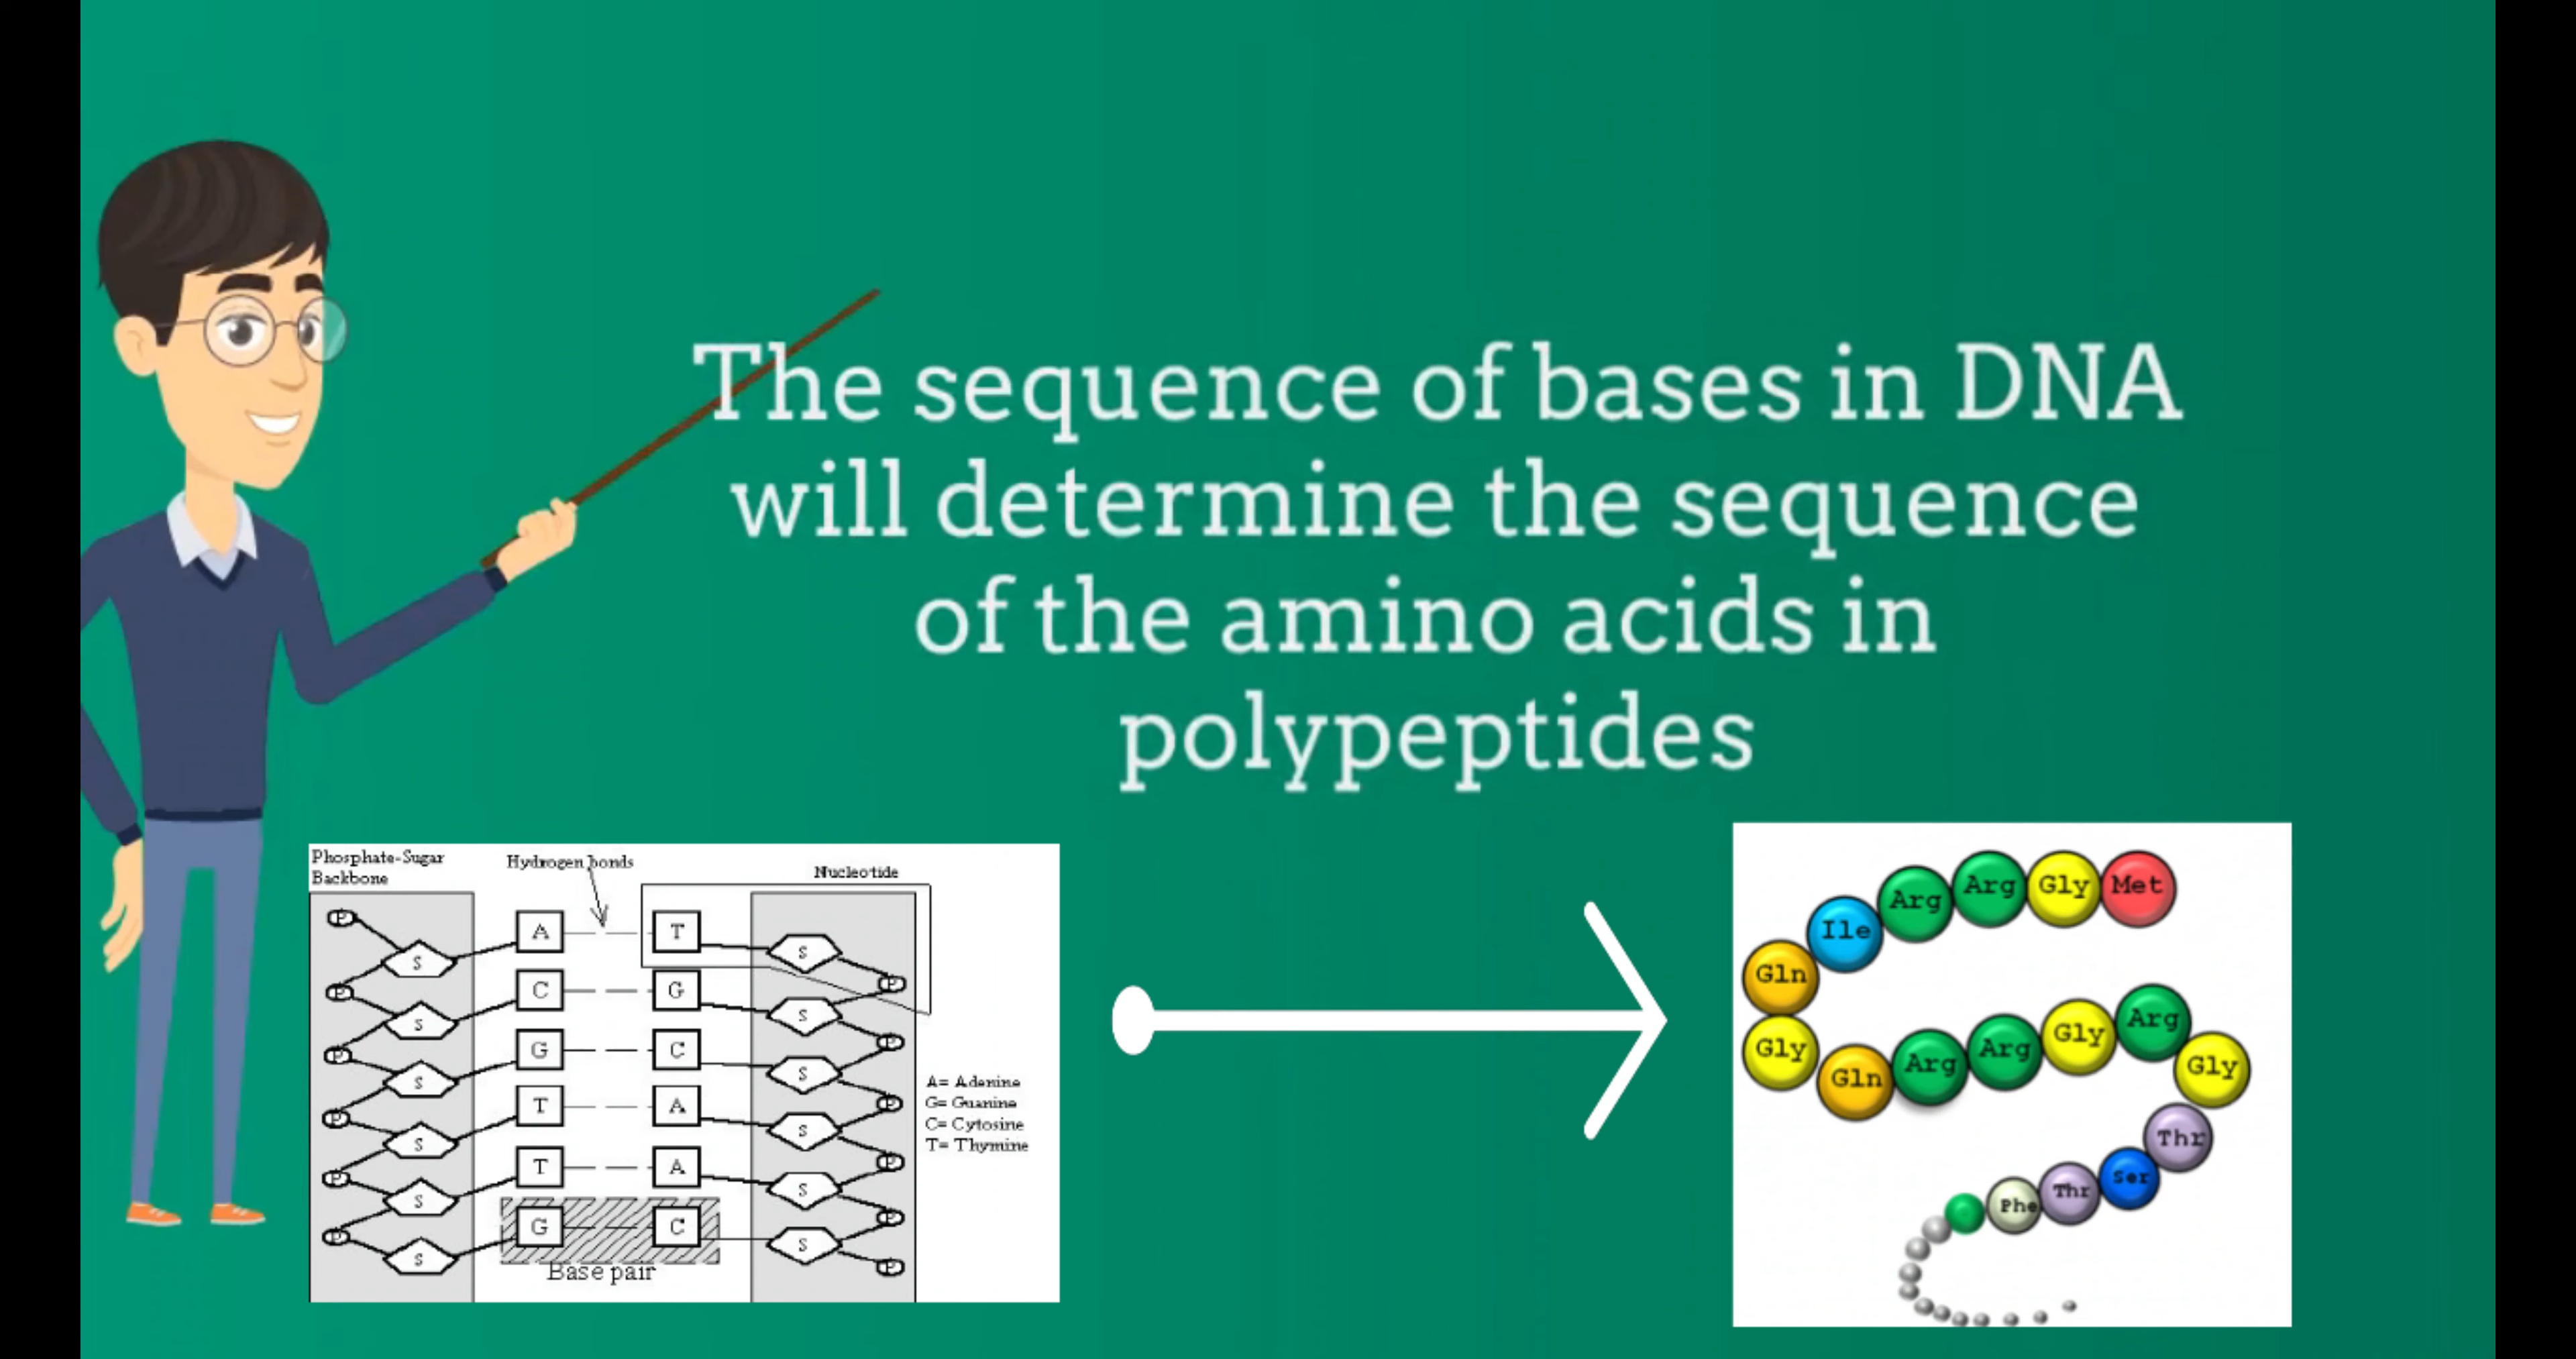 The sequence of bases in DNA
will determine the sequence
of the amino acids in
polypeptides
Phosphate-Sugar
Backbone
Hydrogen bonds
Nucleotide
P
A
T
S
S
P
P
C
G
S
S
P
P
G
C
S
S
P
P
T
A
S
S
P
P
T
A
S
S
P
P
G
C
S
S
P
Base pair
A= Adenine
G= Guanine
C= Cytosine
T= Thymine
Ile
Arg
Arg
Gly
Met
Gln
Gly
Gln
Arg
Arg
Gly
Arg
Gly
Thr
Phe
Thr
Ser